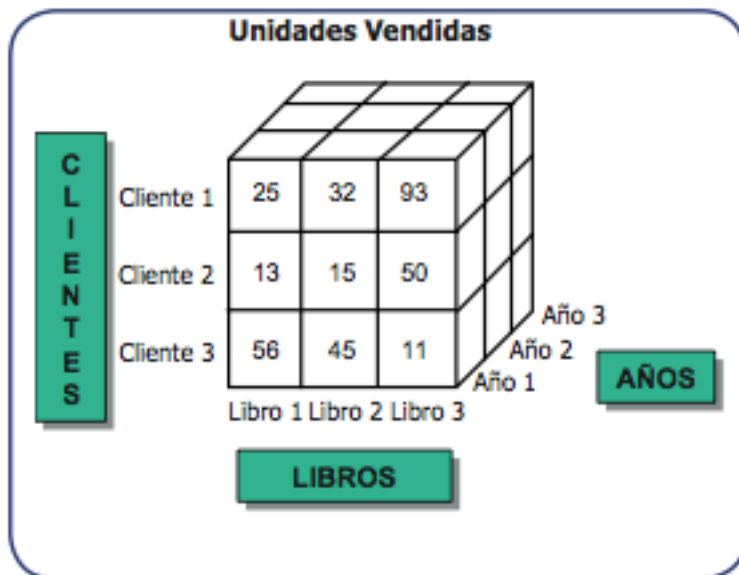 Unidades Vendidas
CLIENTES
Cliente 1 25 32 93
Cliente 2 13 15 50
Cliente 3 56 45 11
Año 3
Año 2
Año 1
AÑOS
Libro 1 Libro 2 Libro 3
LIBROS